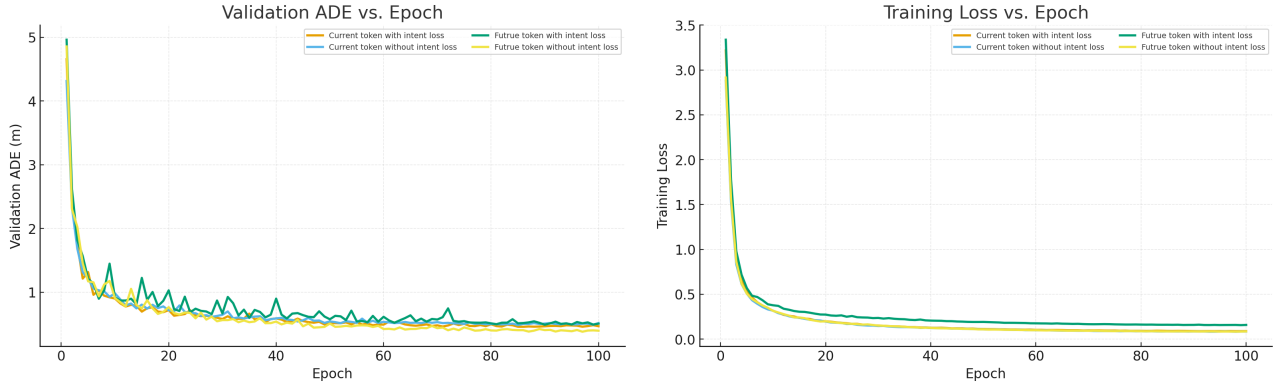 Validation ADE vs. Epoch
Current token with intent loss
Futrue token with intent loss
Current token without intent loss
Futrue token without intent loss
5
4
3
2
1
Validation ADE (m)
0
20
40
60
80
100
Epoch
Training Loss vs. Epoch
Current token with intent loss
Futrue token with intent loss
Current token without intent loss
Futrue token without intent loss
3.5
3.0
2.5
2.0
1.5
1.0
0.5
0.0
Training Loss
0
20
40
60
80
100
Epoch